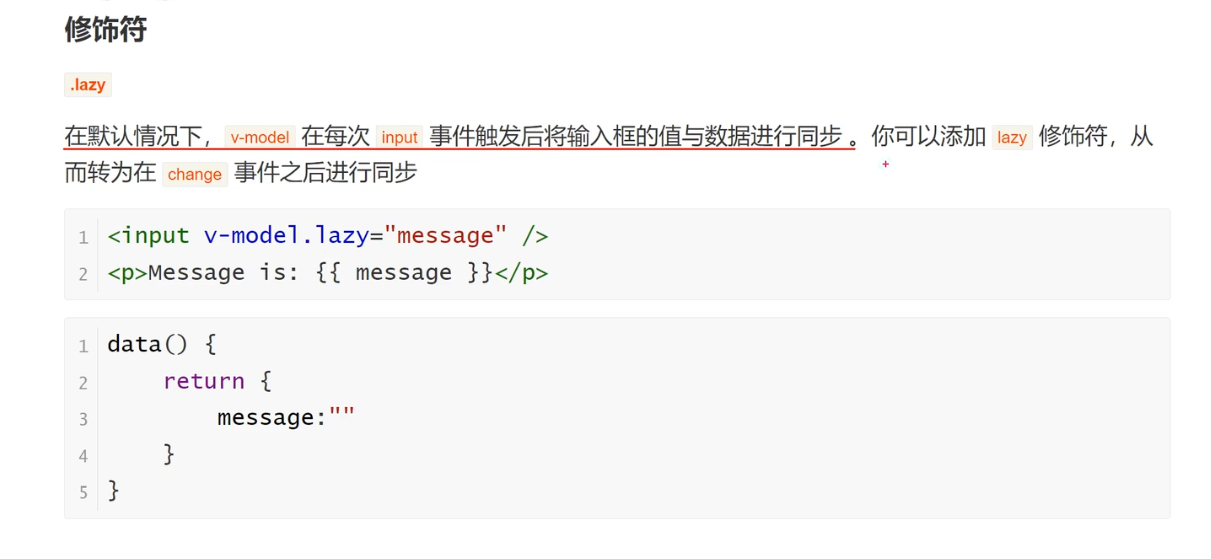 修饰符
.lazy
在默认情况下，v-model 在每次 input 事件触发后将输入框的值与数据进行同步 。你可以添加 lazy 修饰符，从
而转为在 change 事件之后进行同步
1 <input v-model.lazy="message" />
2 <p>Message is: {{ message }}</p>
1 data() {
2     return {
3         message:""
4     }
5 }